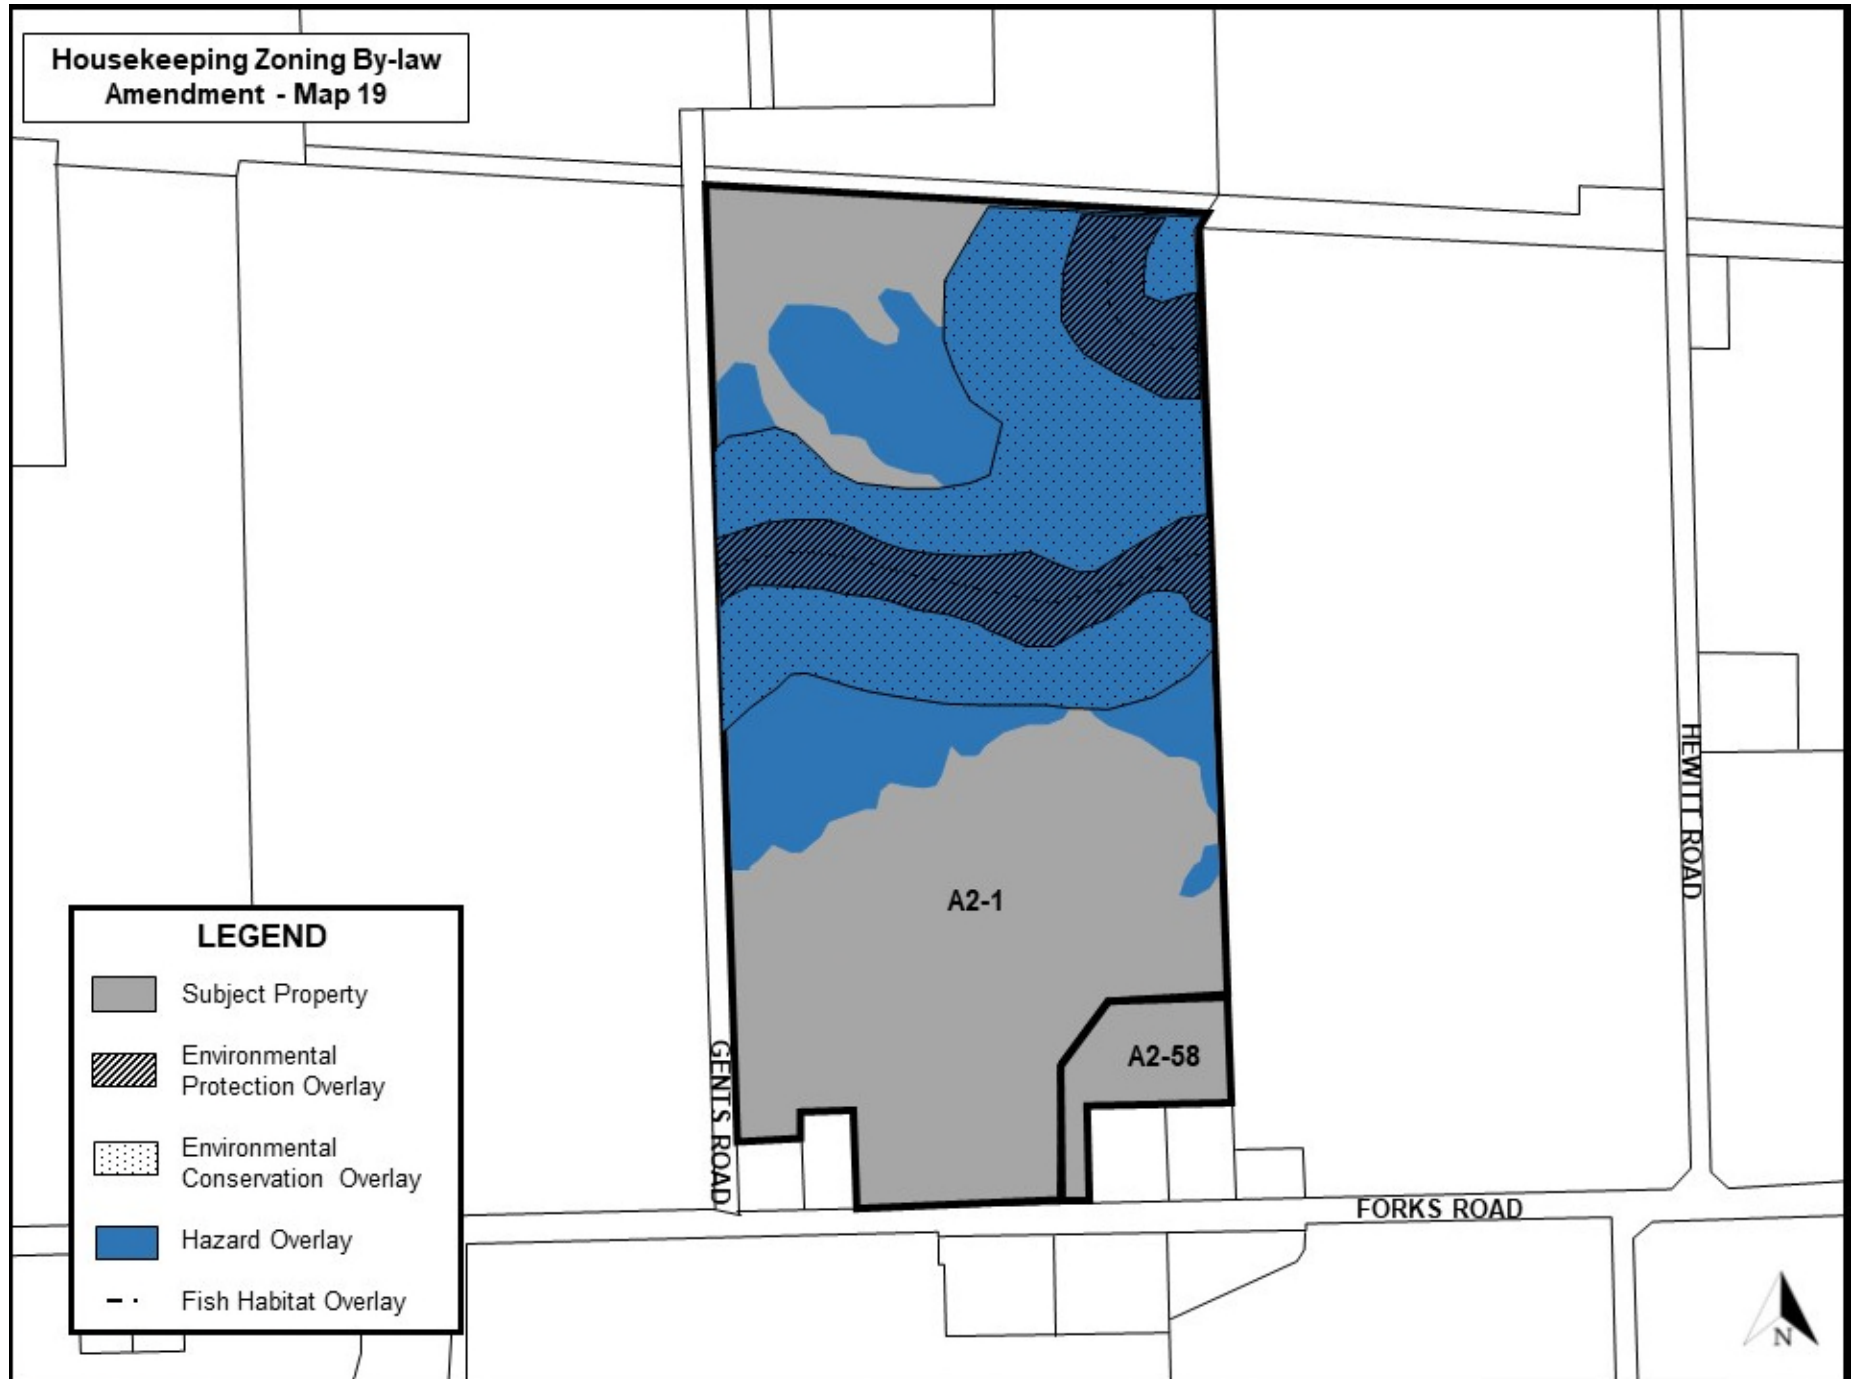 Housekeeping Zoning By-law
Amendment - Map 19
HEWITT ROAD
A2-1
LEGEND
Subject Property
Environmental
Protection Overlay
Environmental
Conservation Overlay
Hazard Overlay
Fish Habitat Overlay
GENTS ROAD
A2-58
FORKS ROAD
N